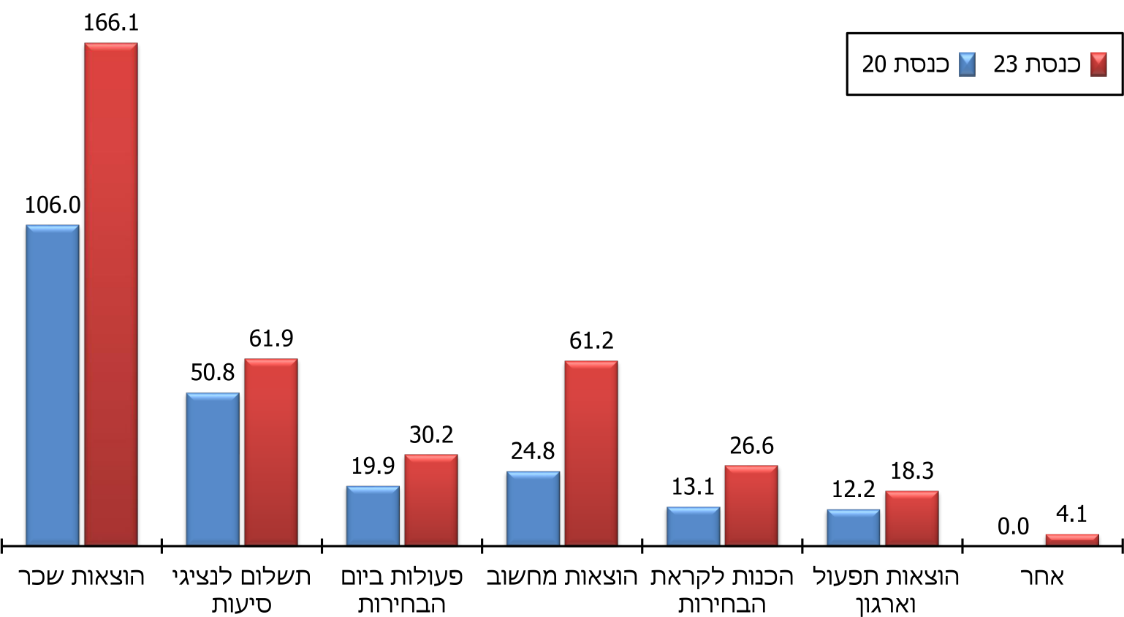 כנסת 20 כנסת 23
166.1
106.0
50.8
61.9
19.9
30.2
24.8
61.2
13.1
26.6
12.2
18.3
0.0
4.1
הוצאות שכר
תשלום לנציגי
סיעות
פעולות ביום
הבחירות
הוצאות מחשוב
הכנות לקראת
הבחירות
הוצאות תפעול
וארגון
אחר